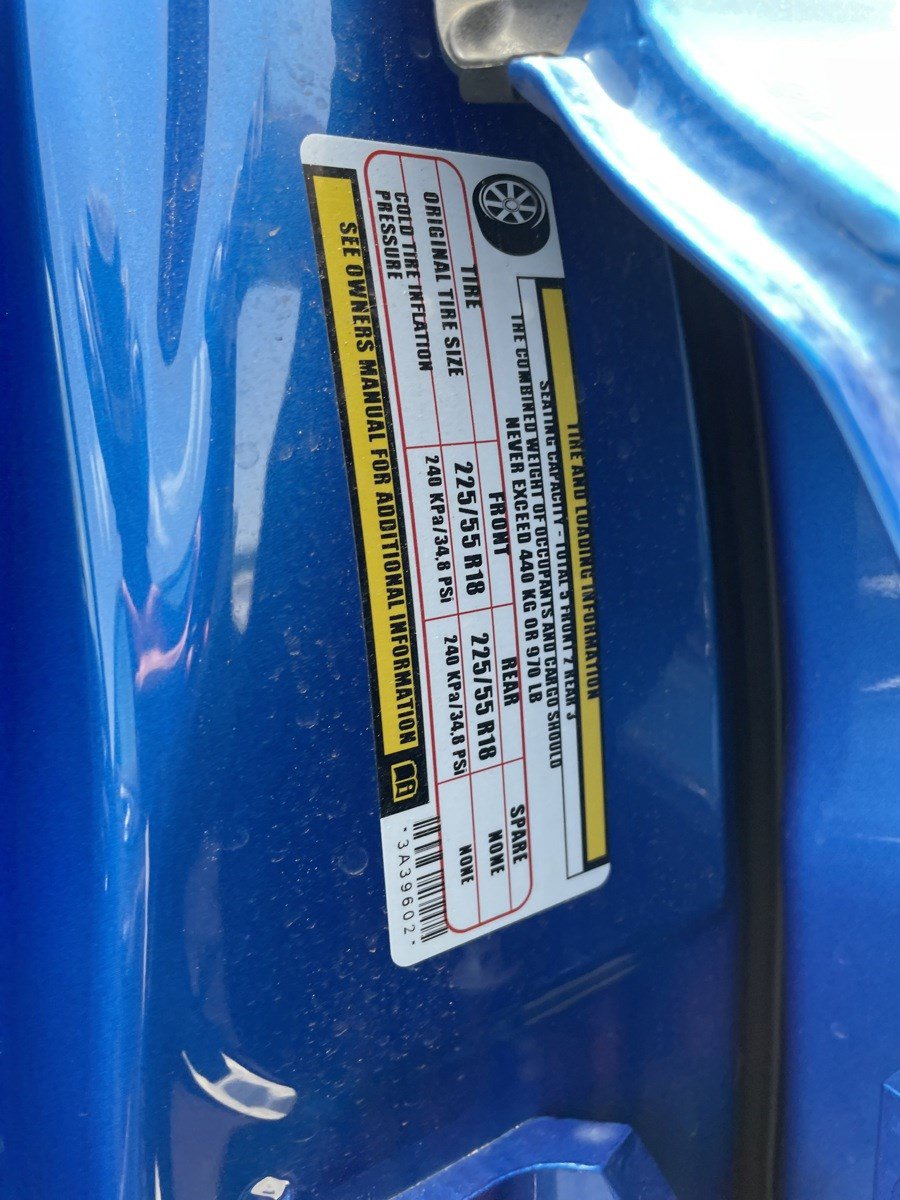 TIRE AND LOADING INFORMATION
SEATING CAPACITY - TOTAL 5 FRONT 2 REAR 3
THE COMBINED WEIGHT OF OCCUPANTS AND CARGO SHOULD
NEVER EXCEED 440 KG OR 970 LB
TIRE FRONT REAR SPARE
ORIGINAL TIRE SIZE 225/55 R18 225/55 R18 NONE
COLD TIRE INFLATION
PRESSURE 240 KPa/34,8 PSi 240 KPa/34,8 PSi NONE
SEE OWNERS MANUAL FOR ADDITIONAL INFORMATION
*3A39602*